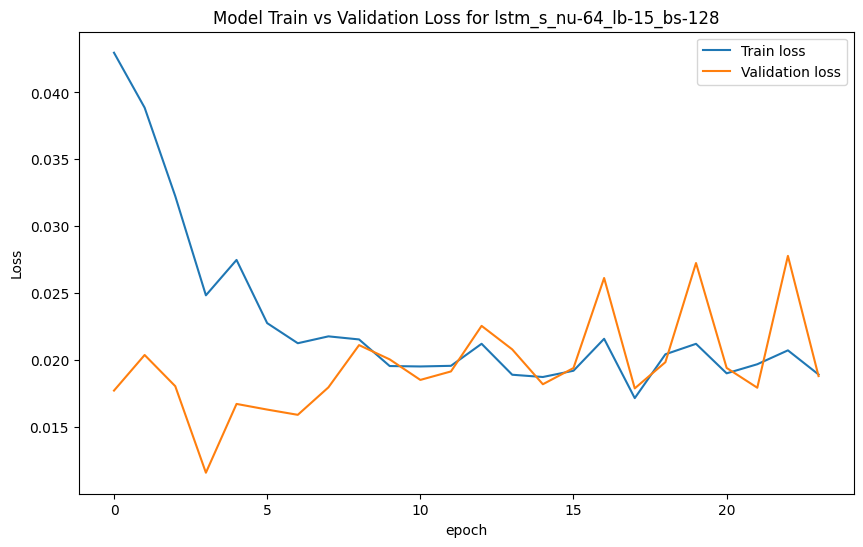 Model Train vs Validation Loss for lstm_s_nu-64_lb-15_bs-128
Train loss
Validation loss
0.040
0.035
0.030
0.025
0.020
0.015
Loss
0
5
10
15
20
epoch